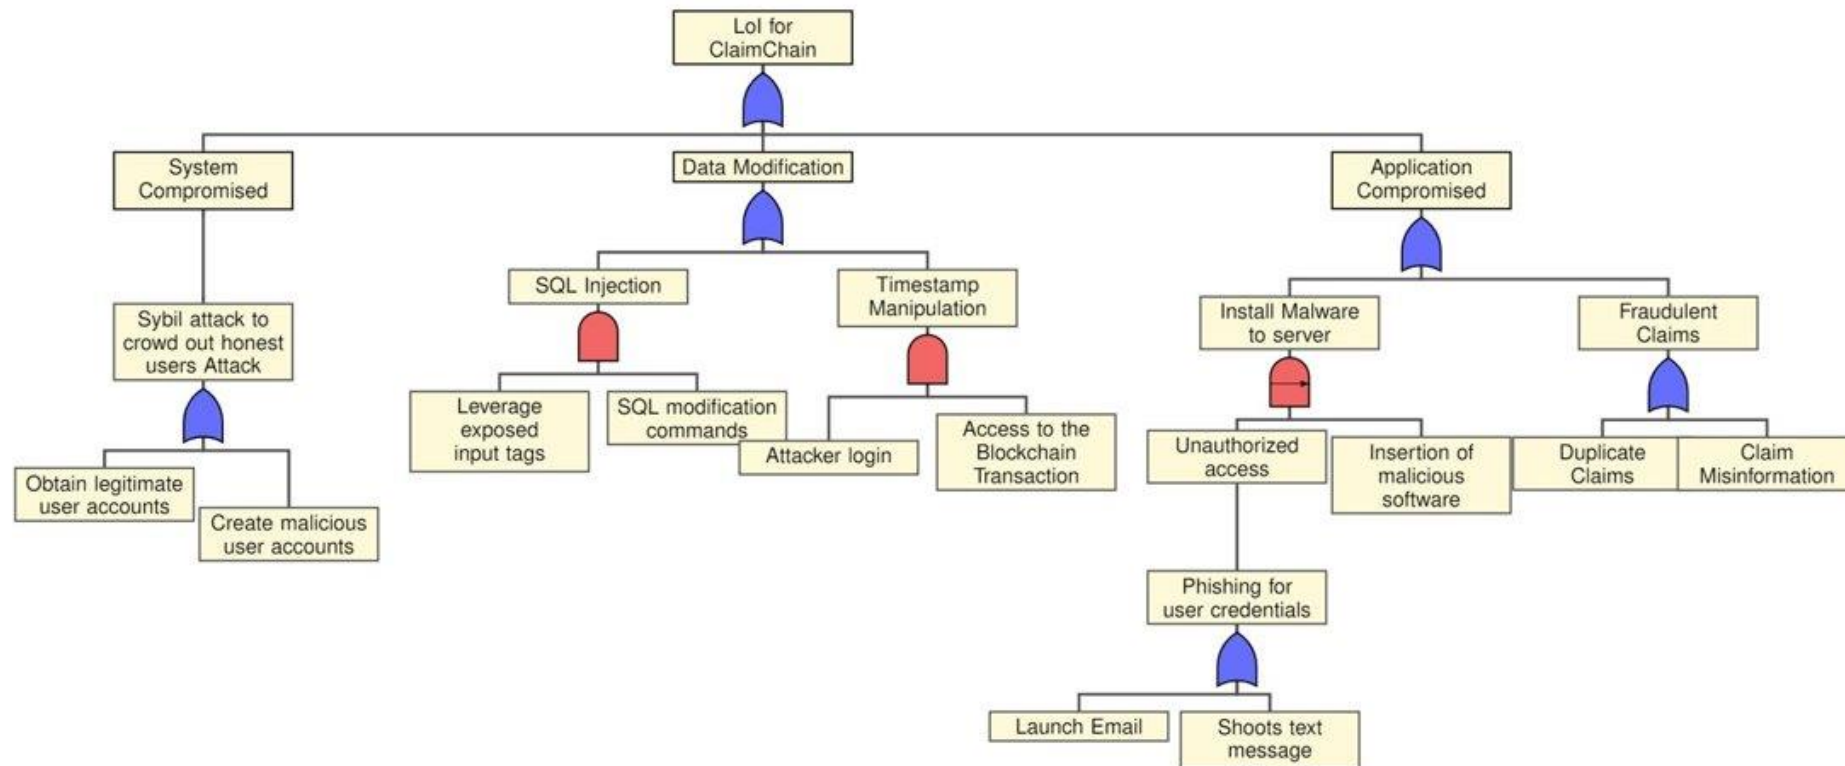 LoI for
ClaimChain
System
Compromised
Data Modification
Application
Compromised
SQL Injection
Timestamp
Manipulation
Install Malware
to server
Fraudulent
Claims
Sybil attack to
crowd out honest
users Attack
Leverage
exposed
input tags
SQL modification
commands
Attacker login
Access to the
Blockchain
Transaction
Unauthorized
access
Insertion of
malicious
software
Duplicate
Claims
Claim
Misinformation
Obtain legitimate
user accounts
Create malicious
user accounts
Phishing for
user credentials
Launch Email
Shoots text
message